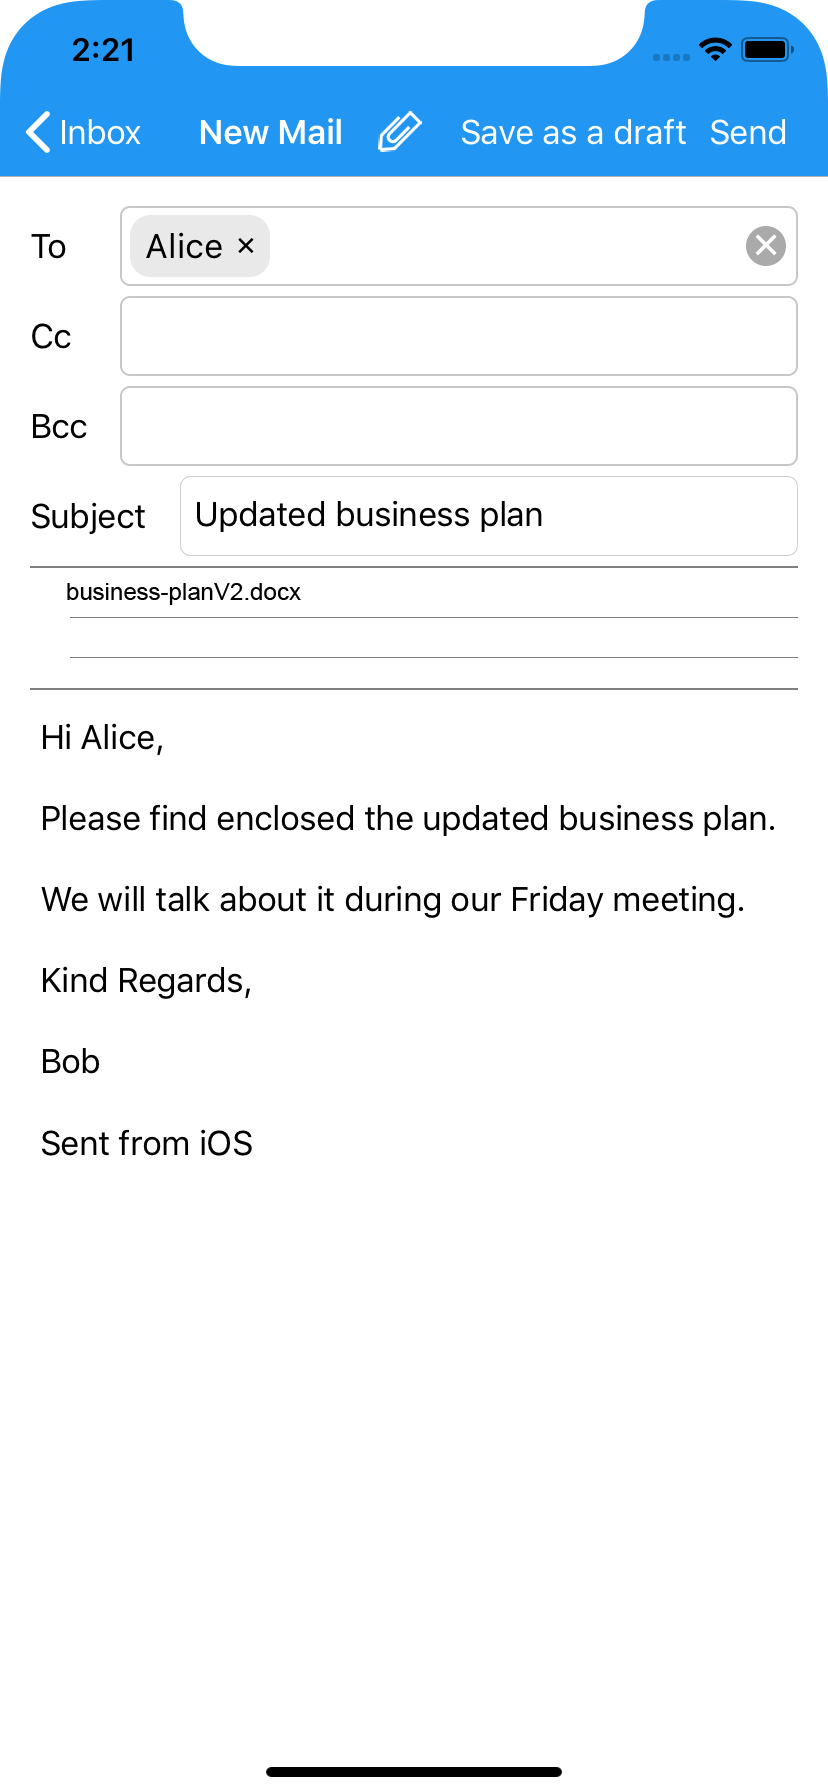 2:21
Inbox New Mail Save as a draft Send
To Alice ×
Cc
Bcc
Subject Updated business plan
business-planV2.docx
Hi Alice,
Please find enclosed the updated business plan.
We will talk about it during our Friday meeting.
Kind Regards,
Bob
Sent from iOS